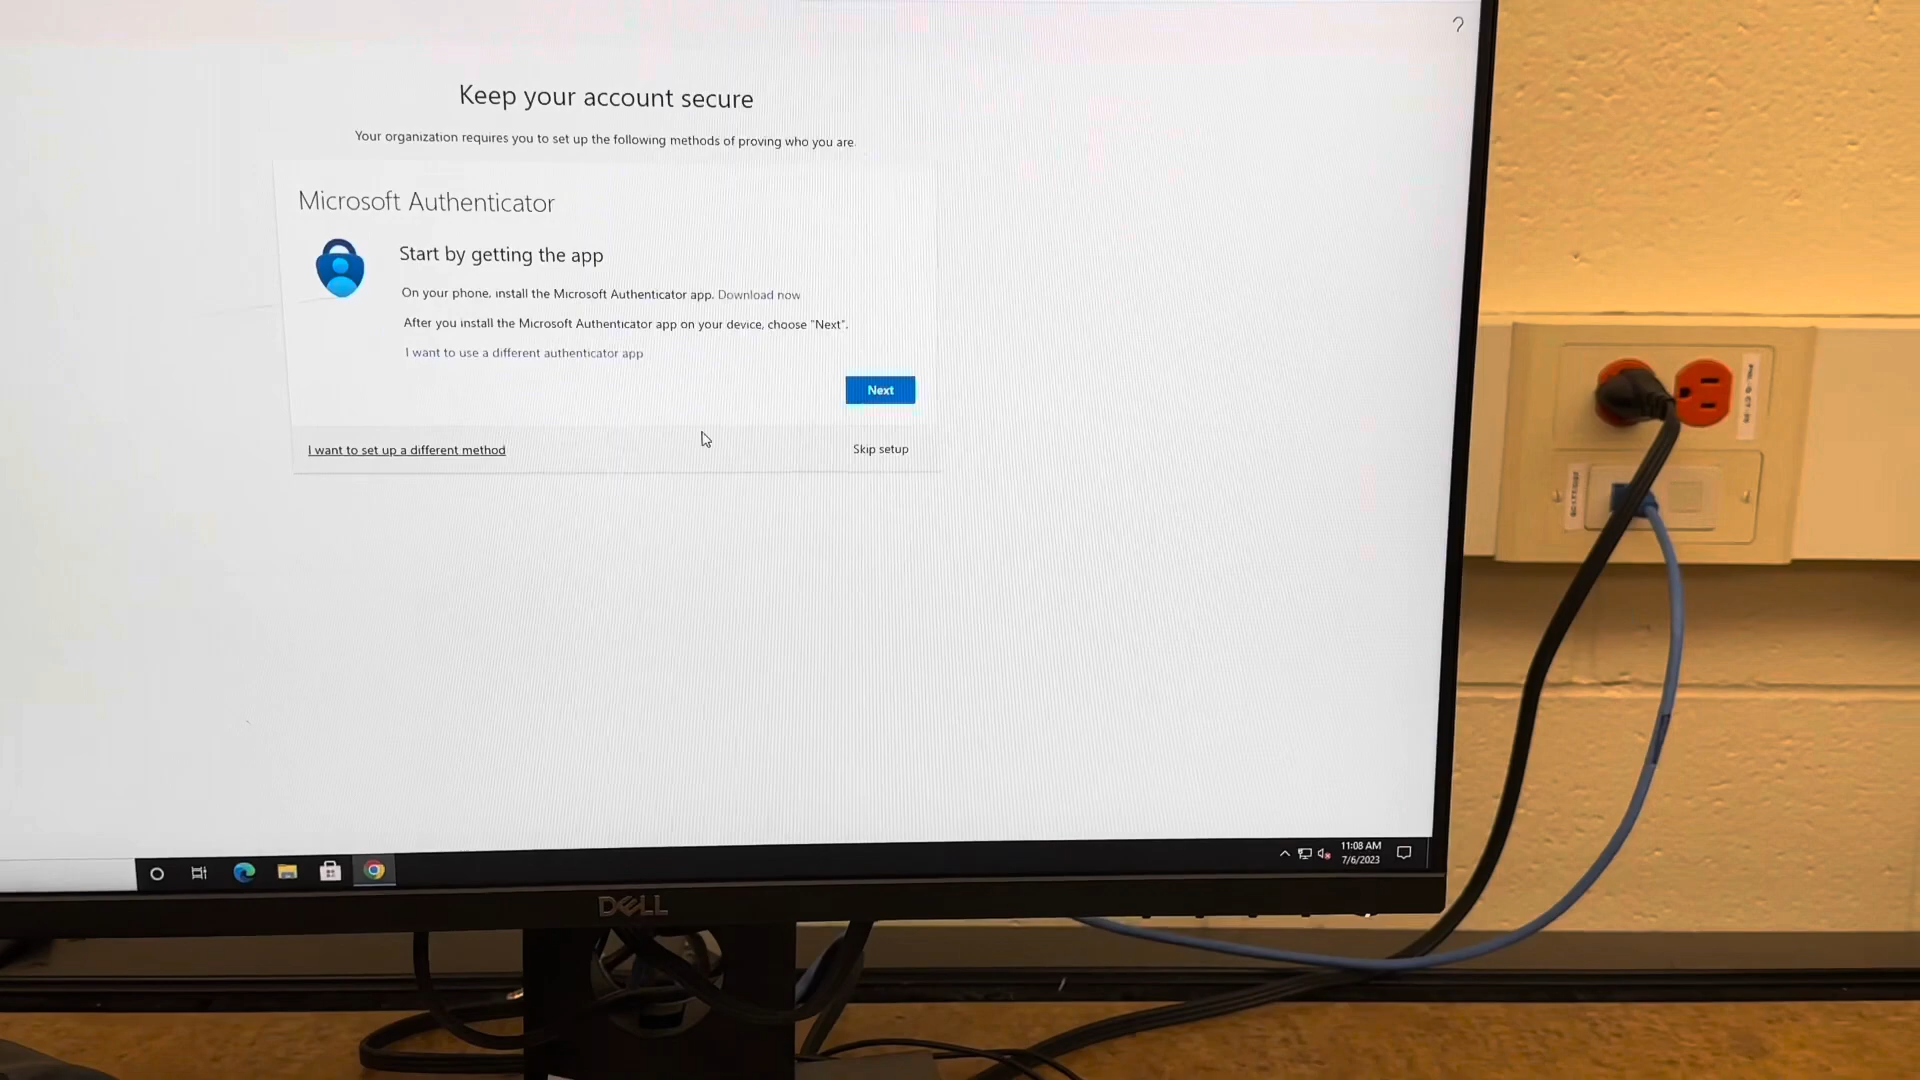 ?
Keep your account secure
Your organization requires you to set up the following methods of proving who you are.
Microsoft Authenticator
Start by getting the app
On your phone, install the Microsoft Authenticator app. Download now
After you install the Microsoft Authenticator app on your device, choose "Next".
I want to use a different authenticator app
Next
I want to set up a different method
Skip setup
11:08 AM
7/6/2023
DELL